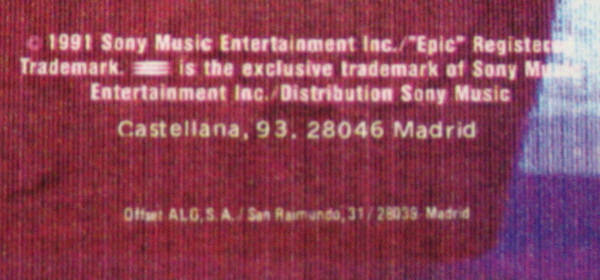 © 1991 Sony Music Entertainment Inc./"Epic" Registered
Trademark. is the exclusive trademark of Sony Music
Entertainment Inc./Distribution Sony Music
Castellana, 93. 28046 Madrid
Offset ALG, S.A. / San Raimundo, 31 / 28039 Madrid